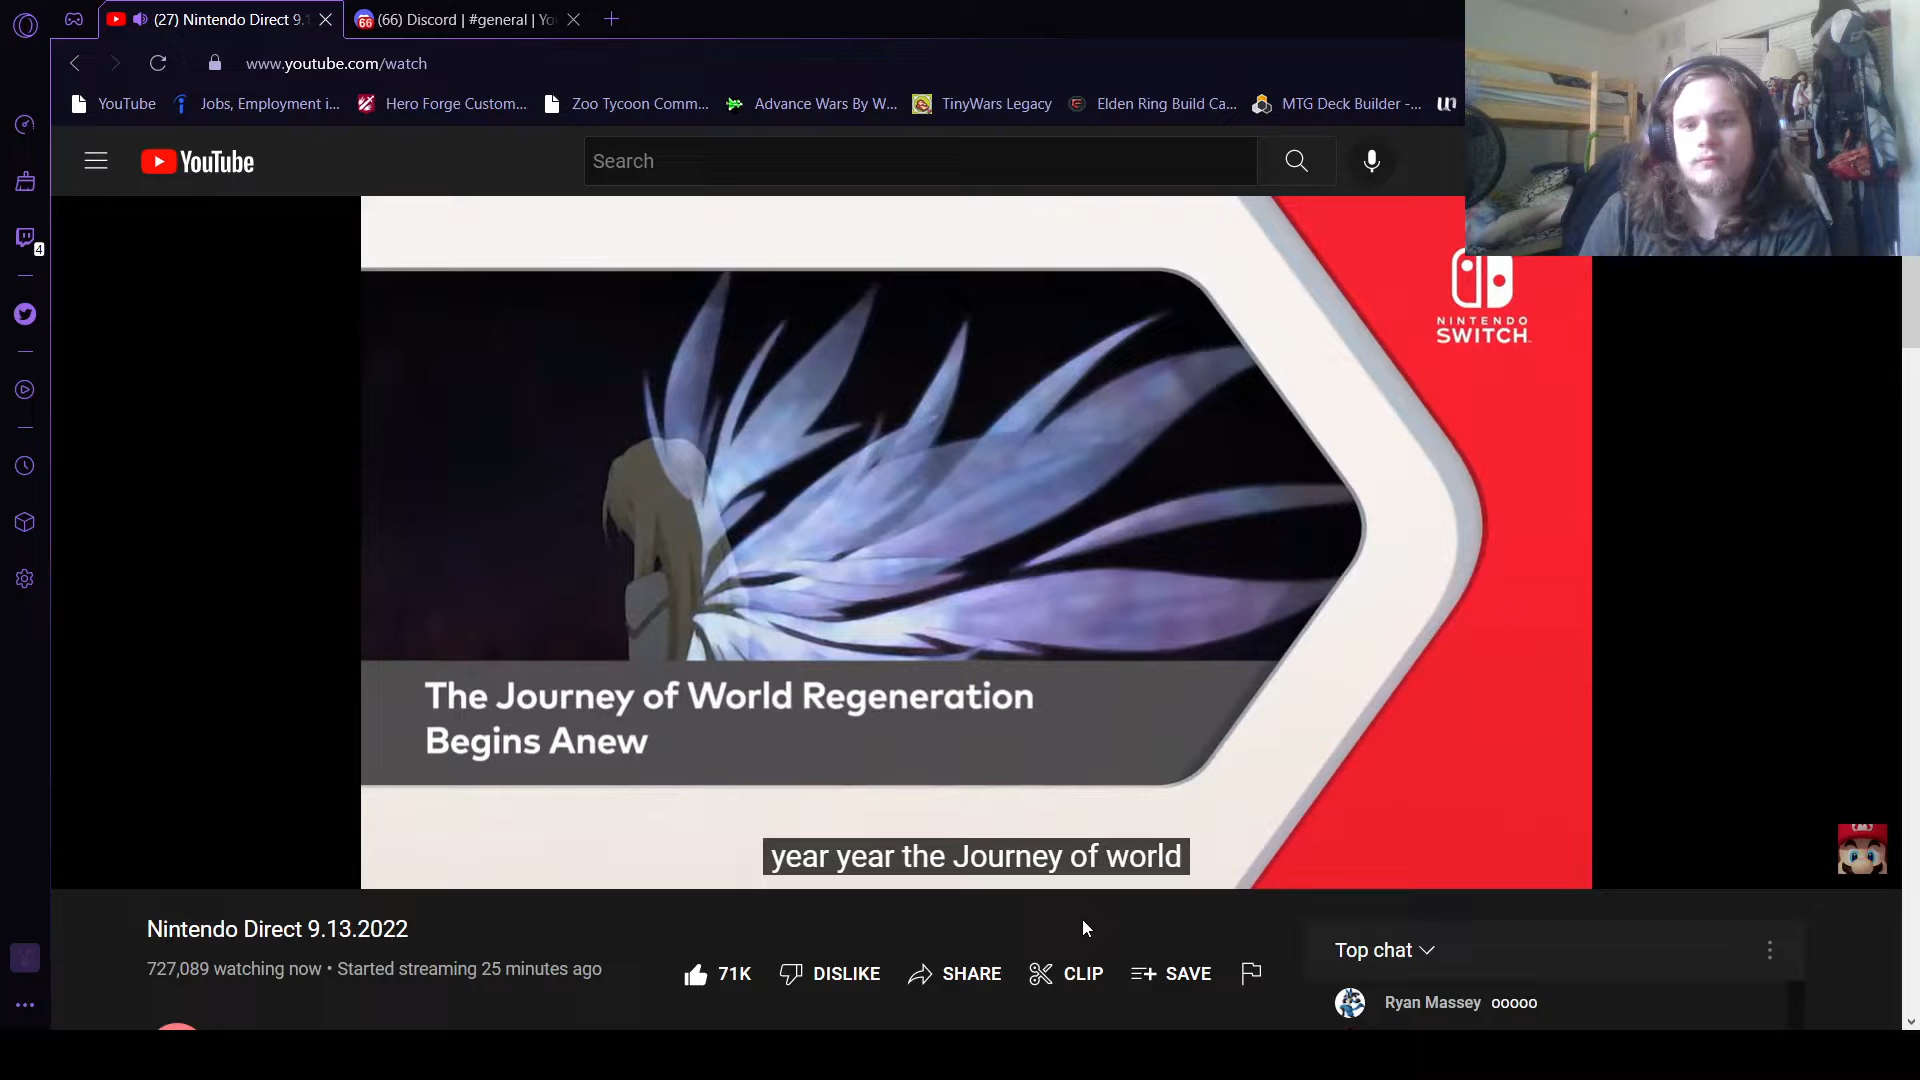 (27) Nintendo Direct 9.1
66
(66) Discord | #general | Yo
www.youtube.com/watch
YouTube
Jobs, Employment i...
Hero Forge Custom...
Zoo Tycoon Comm...
Advance Wars By W...
TinyWars Legacy
Elden Ring Build Ca...
MTG Deck Builder -...
YouTube
Search
4
NINTENDO
SWITCH
The Journey of World Regeneration
Begins Anew
year year the Journey of world
Nintendo Direct 9.13.2022
727,089 watching now • Started streaming 25 minutes ago
71K
DISLIKE
SHARE
CLIP
SAVE
Top chat
Ryan Massey ooooo